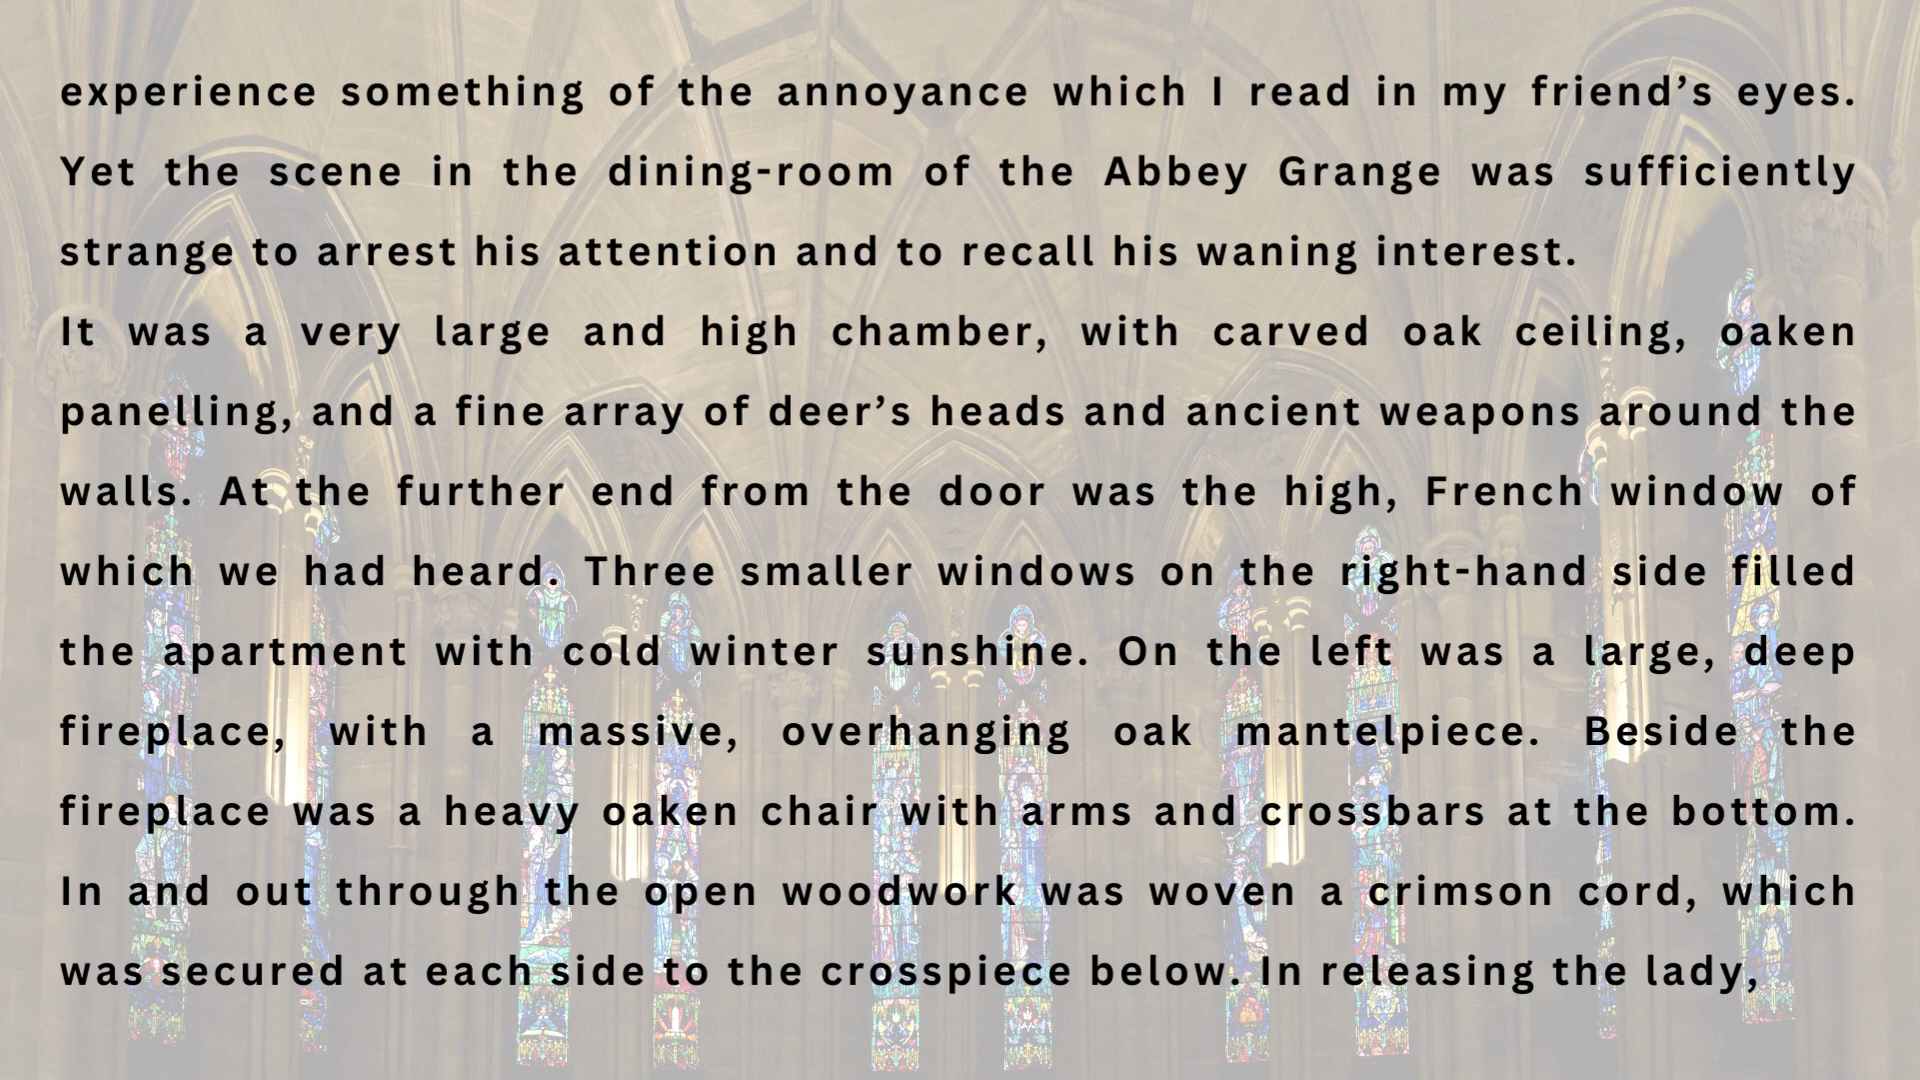 experience something of the annoyance which I read in my friend’s eyes.
Yet the scene in the dining-room of the Abbey Grange was sufficiently
strange to arrest his attention and to recall his waning interest.
It was a very large and high chamber, with carved oak ceiling, oaken
panelling, and a fine array of deer’s heads and ancient weapons around the
walls. At the further end from the door was the high, French window of
which we had heard. Three smaller windows on the right-hand side filled
the apartment with cold winter sunshine. On the left was a large, deep
fireplace, with a massive, overhanging oak mantelpiece. Beside the
fireplace was a heavy oaken chair with arms and crossbars at the bottom.
In and out through the open woodwork was woven a crimson cord, which
was secured at each side to the crosspiece below. In releasing the lady,